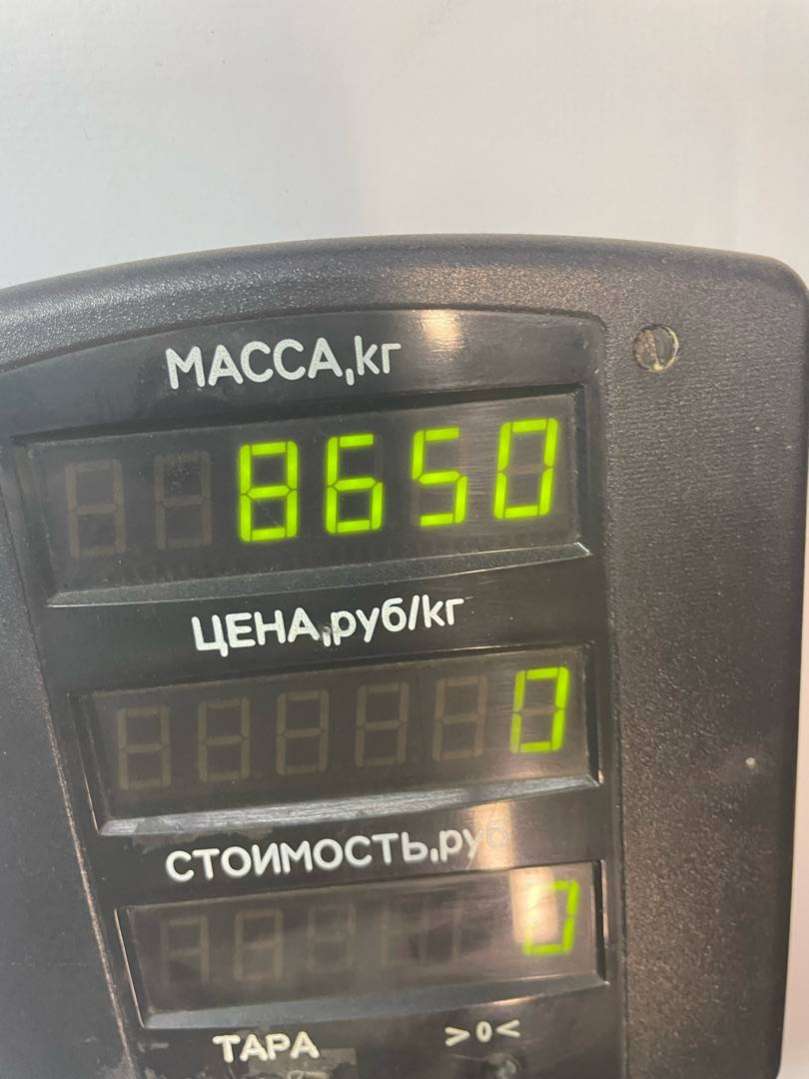 МАССА,кг
8650
ЦЕНА,руб/кг
0
СТОИМОСТЬ,руб
0
ТАРА >0<